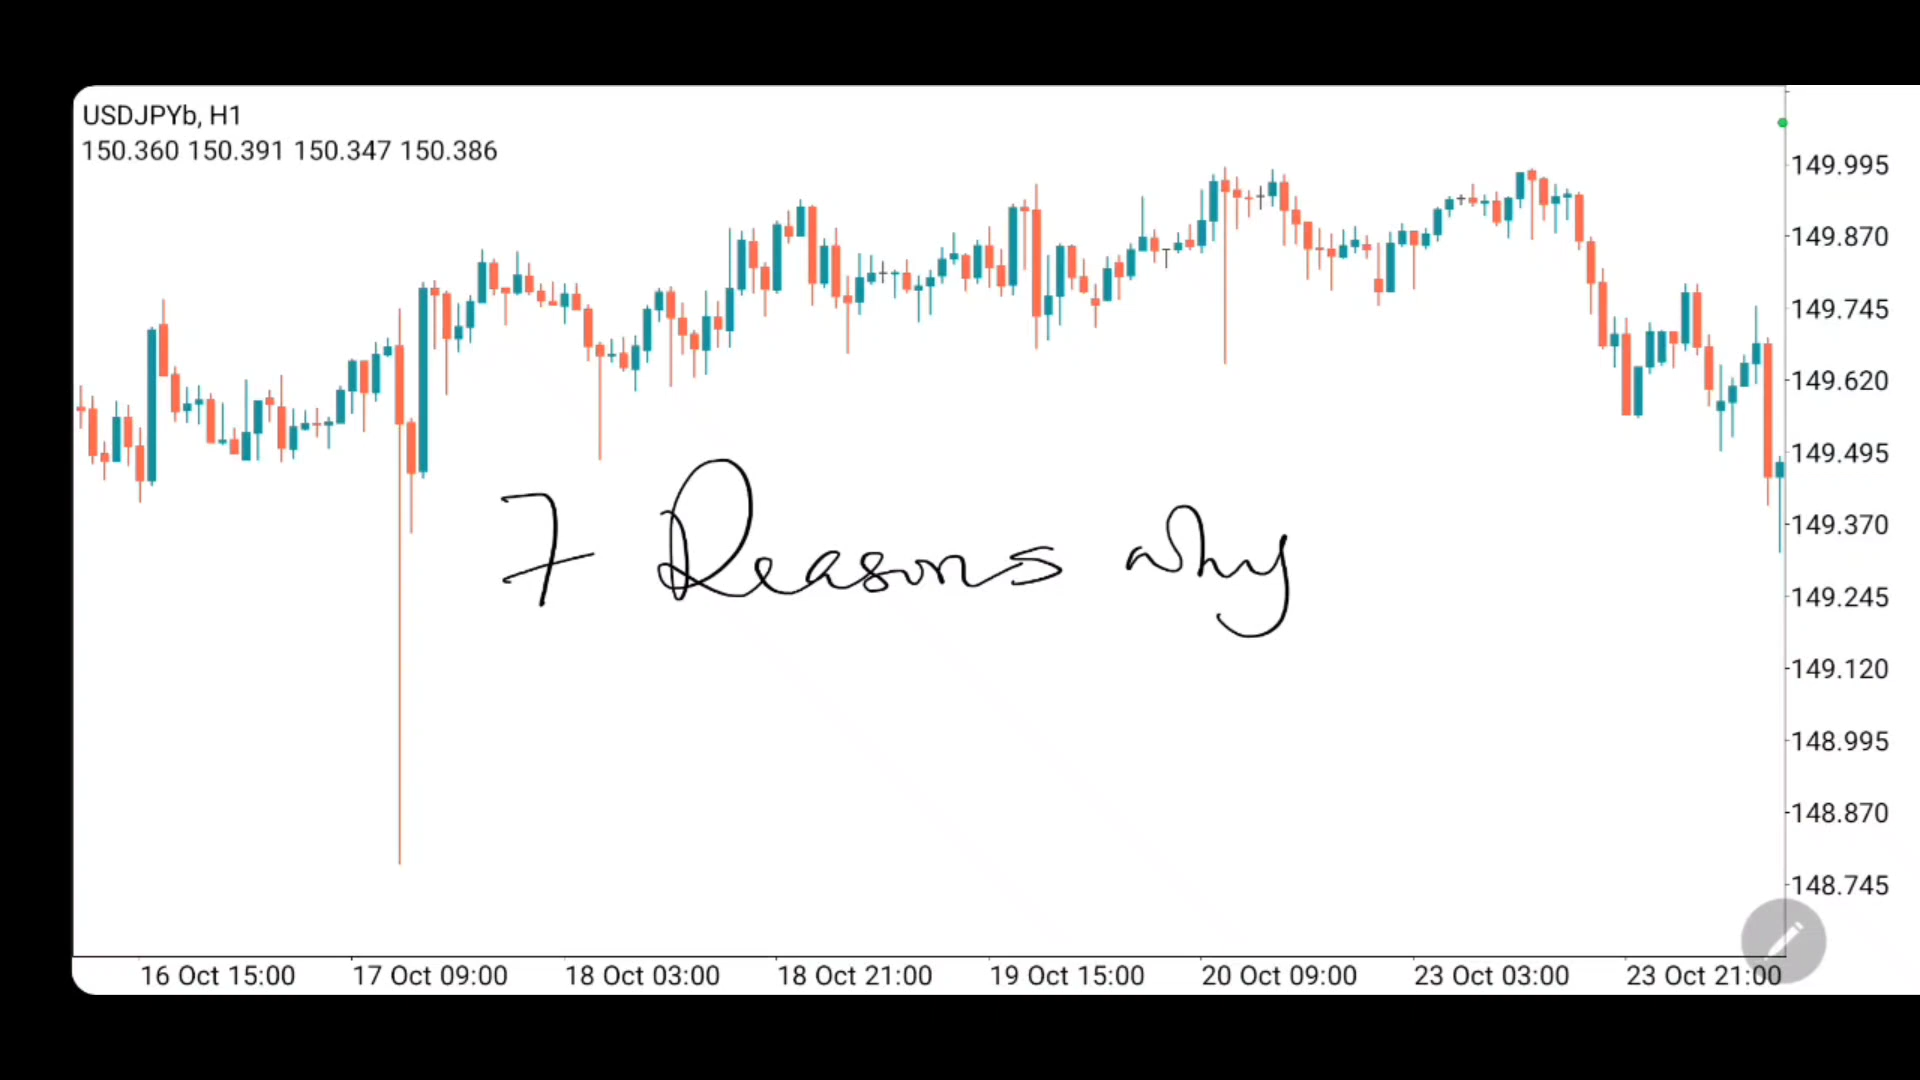 USDJPYb, H1
150.360 150.391 150.347 150.386
149.995
149.870
149.745
149.620
149.495
149.370
149.245
149.120
148.995
148.870
148.745
7 Reasons why
16 Oct 15:00 17 Oct 09:00 18 Oct 03:00 18 Oct 21:00 19 Oct 15:00 20 Oct 09:00 23 Oct 03:00 23 Oct 21:00